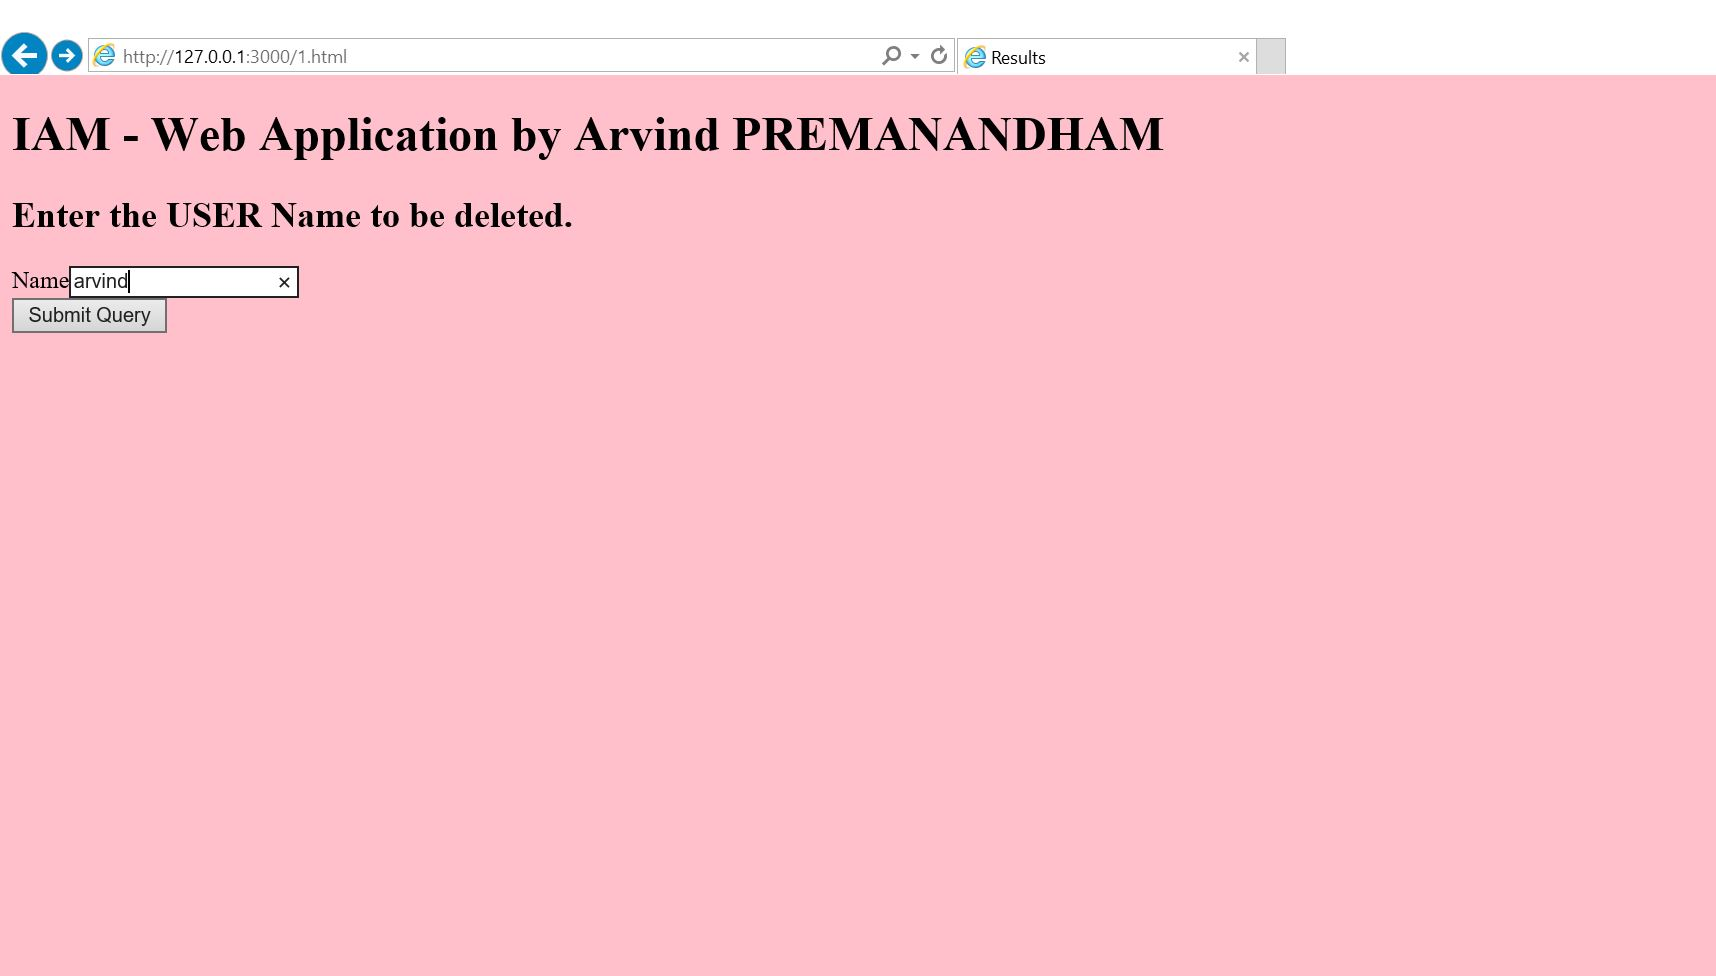 http://127.0.0.1:3000/1.html
Results
IAM - Web Application by Arvind PREMANANDHAM
Enter the USER Name to be deleted.
Name arvind
Submit Query